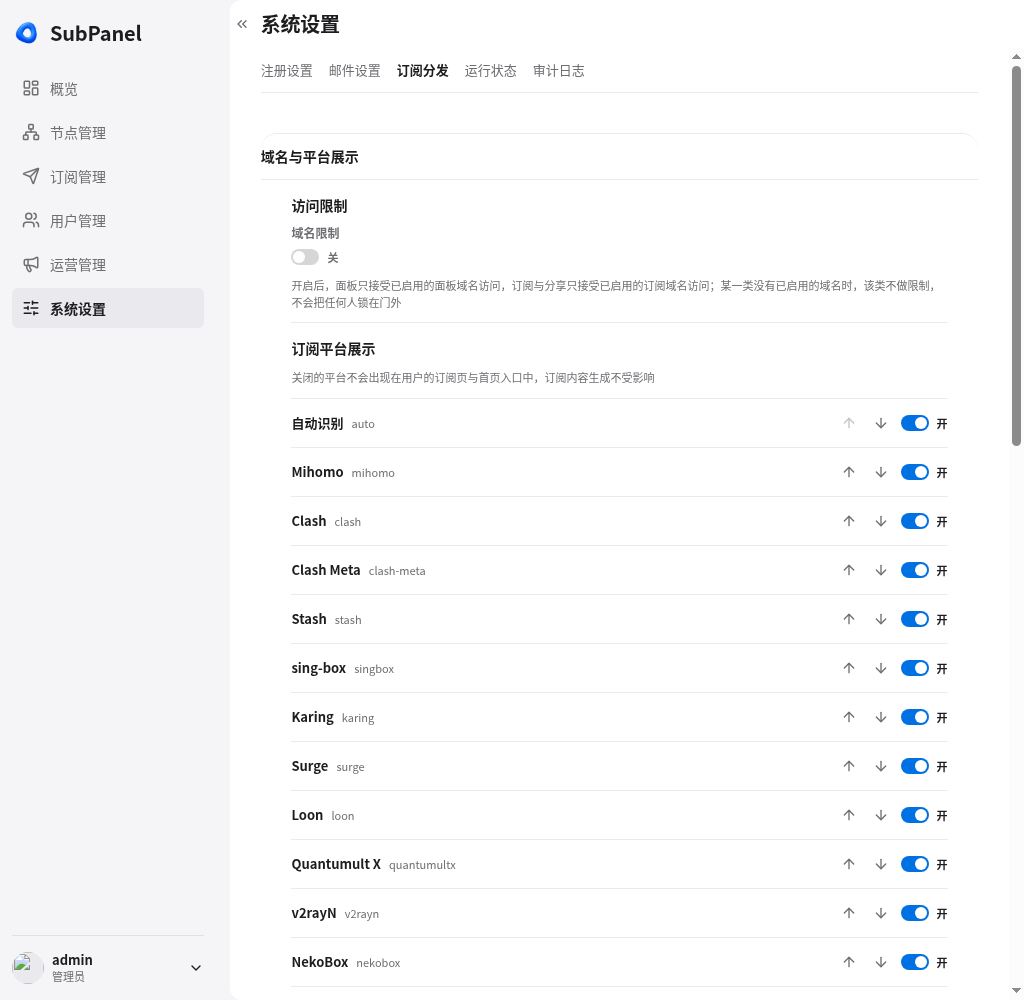 SubPanel
概览
节点管理
订阅管理
用户管理
运营管理
系统设置
admin
管理员
系统设置
注册设置 邮件设置 订阅分发 运行状态 审计日志
域名与平台展示
访问限制
域名限制
关
开启后，面板只接受已启用的面板域名访问，订阅与分享只接受已启用的订阅域名访问；某一类没有已启用的域名时，该类不做限制，
不会把任何人锁在门外
订阅平台展示
关闭的平台不会出现在用户的订阅页与首页入口中，订阅内容生成不受影响
自动识别 auto 开
Mihomo mihomo 开
Clash clash 开
Clash Meta clash-meta 开
Stash stash 开
sing-box singbox 开
Karing karing 开
Surge surge 开
Loon loon 开
Quantumult X quantumultx 开
v2rayN v2rayn 开
NekoBox nekobox 开